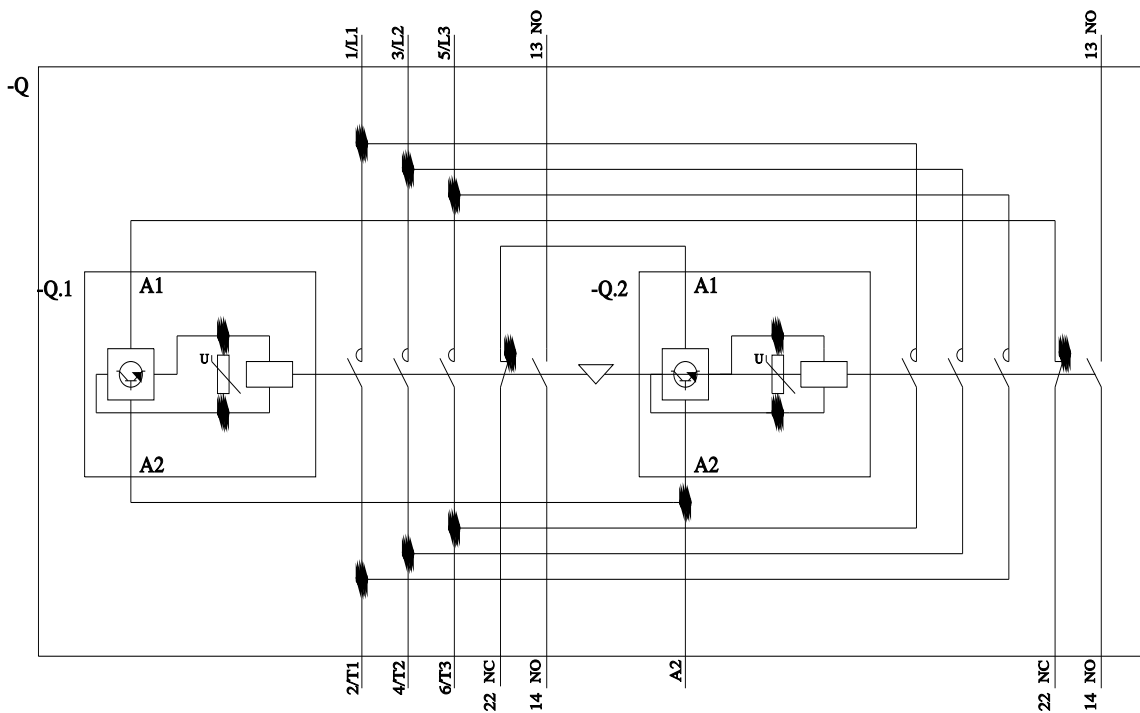 1/L1
3/L2
5/L3
13 NO
13 NO
-Q
-Q.1
A1
-Q.2
A1
U
U
A2
A2
2/T1
4/T2
6/T3
22 NC
14 NO
A2
22 NC
14 NO